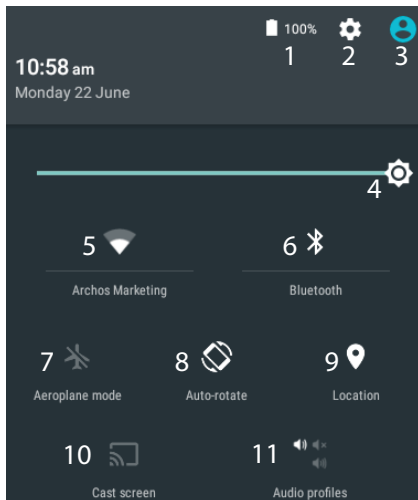 100%
1 2 3
10:58 am
Monday 22 June
4
5 6
Archos Marketing Bluetooth
7 8 9
Aeroplane mode Auto-rotate Location
10 11
Cast screen Audio profiles